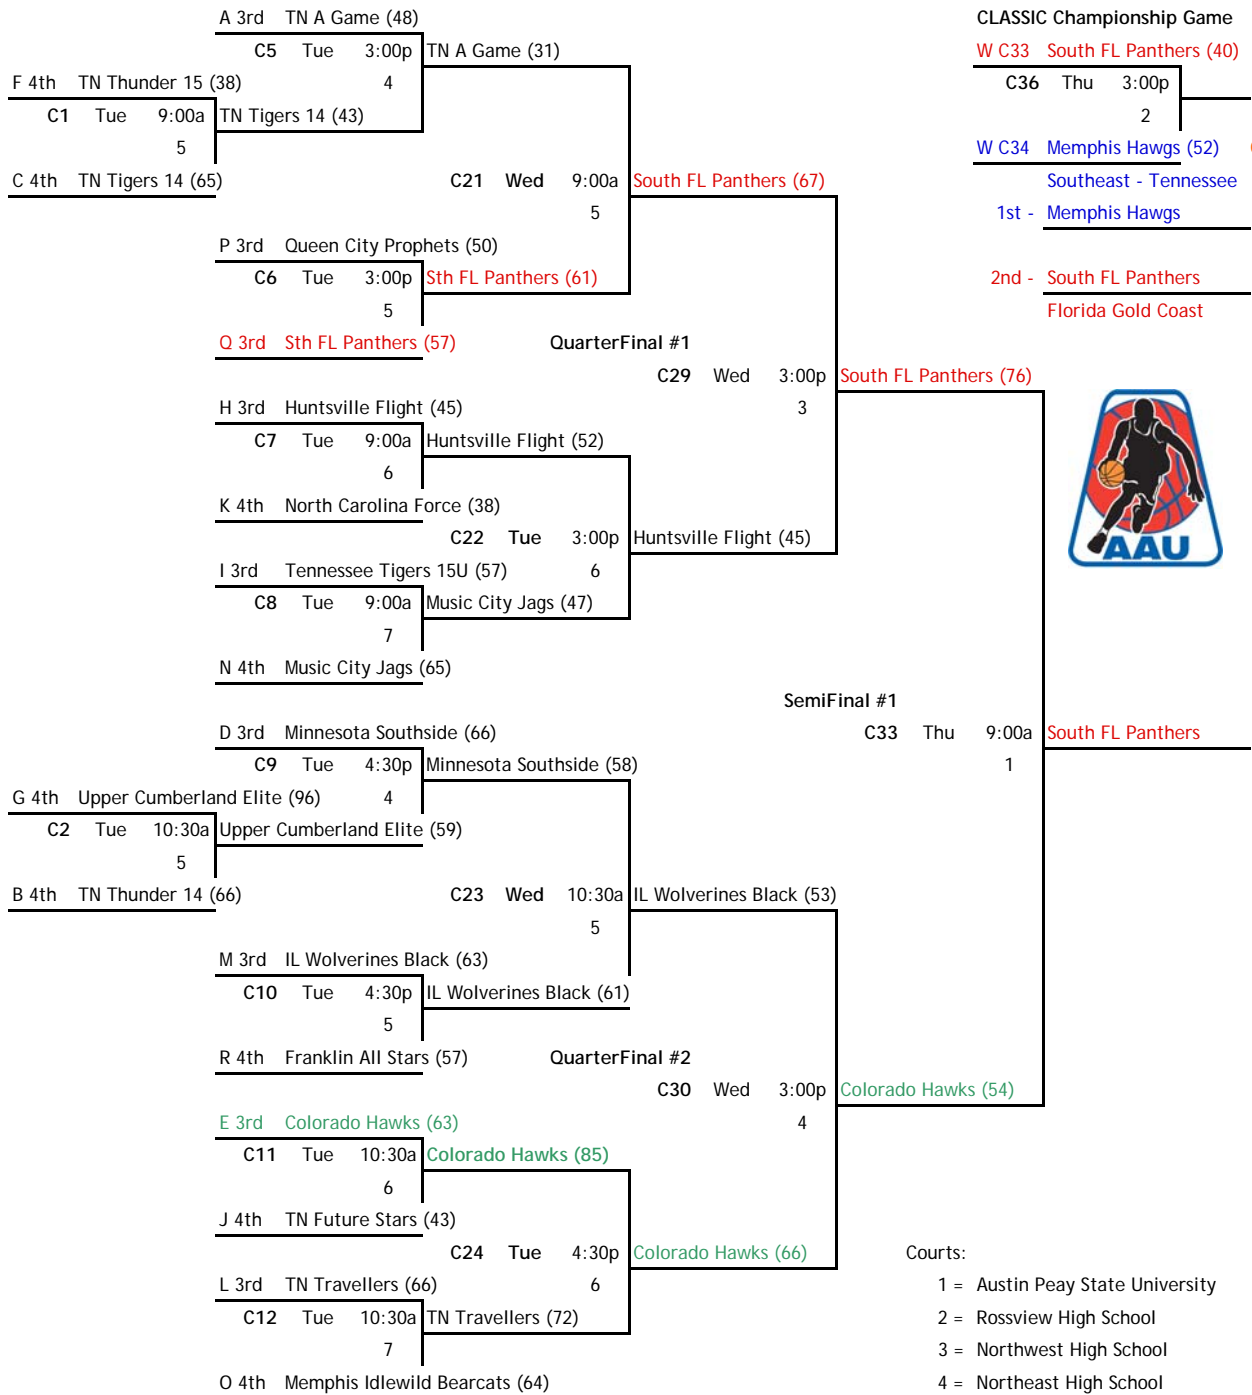 A 3rd TN A Game (48)
CLASSIC Championship Game
C5 Tue 3:00p TN A Game (31)
W C33 South FL Panthers (40)
F 4th TN Thunder 15 (38)
4
C36 Thu 3:00p
C1 Tue 9:00a TN Tigers 14 (43)
2
5
W C34 Memphis Hawgs (52)
C 4th TN Tigers 14 (65)
C21 Wed 9:00a South FL Panthers (67)
Southeast - Tennessee
5
1st - Memphis Hawgs
P 3rd Queen City Prophets (50)
C6 Tue 3:00p Sth FL Panthers (61)
2nd - South FL Panthers
5
Florida Gold Coast
Q 3rd Sth FL Panthers (57)
QuarterFinal #1
C29 Wed 3:00p South FL Panthers (76)
H 3rd Huntsville Flight (45)
3
C7 Tue 9:00a Huntsville Flight (52)
6
K 4th North Carolina Force (38)
C22 Tue 3:00p Huntsville Flight (45)
AAU
I 3rd Tennessee Tigers 15U (57)
6
C8 Tue 9:00a Music City Jags (47)
7
N 4th Music City Jags (65)
SemiFinal #1
D 3rd Minnesota Southside (66)
C33 Thu 9:00a South FL Panthers
C9 Tue 4:30p Minnesota Southside (58)
1
G 4th Upper Cumberland Elite (96)
4
C2 Tue 10:30a Upper Cumberland Elite (59)
5
B 4th TN Thunder 14 (66)
C23 Wed 10:30a IL Wolverines Black (53)
5
M 3rd IL Wolverines Black (63)
C10 Tue 4:30p IL Wolverines Black (61)
5
R 4th Franklin All Stars (57)
QuarterFinal #2
C30 Wed 3:00p Colorado Hawks (54)
E 3rd Colorado Hawks (63)
4
C11 Tue 10:30a Colorado Hawks (85)
6
J 4th TN Future Stars (43)
C24 Tue 4:30p Colorado Hawks (66)
Courts:
L 3rd TN Travellers (66)
6
1 = Austin Peay State University
C12 Tue 10:30a TN Travellers (72)
2 = Rossview High School
7
3 = Northwest High School
O 4th Memphis Idlewild Bearcats (64)
4 = Northeast High School